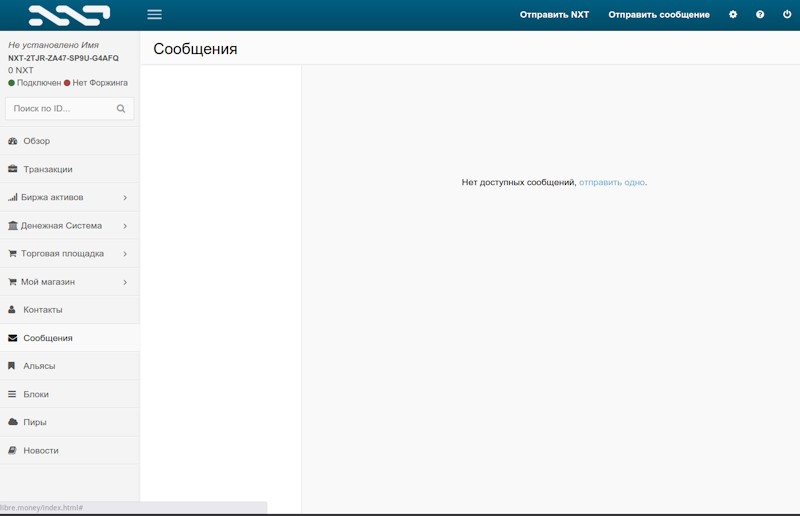 NXT
Отправить NXT
Отправить сообщение
Не установлено Имя
NXT-2TJR-ZA47-SP9U-G4AFQ
0 NXT
Подключен Нет Форжинга
Поиск по ID...
Обзор
Транзакции
Биржа активов
Денежная Система
Торговая площадка
Мой магазин
Контакты
Сообщения
Альясы
Блоки
Пиры
Новости
Сообщения
Нет доступных сообщений, отправить одно.
libre.money/index.html#